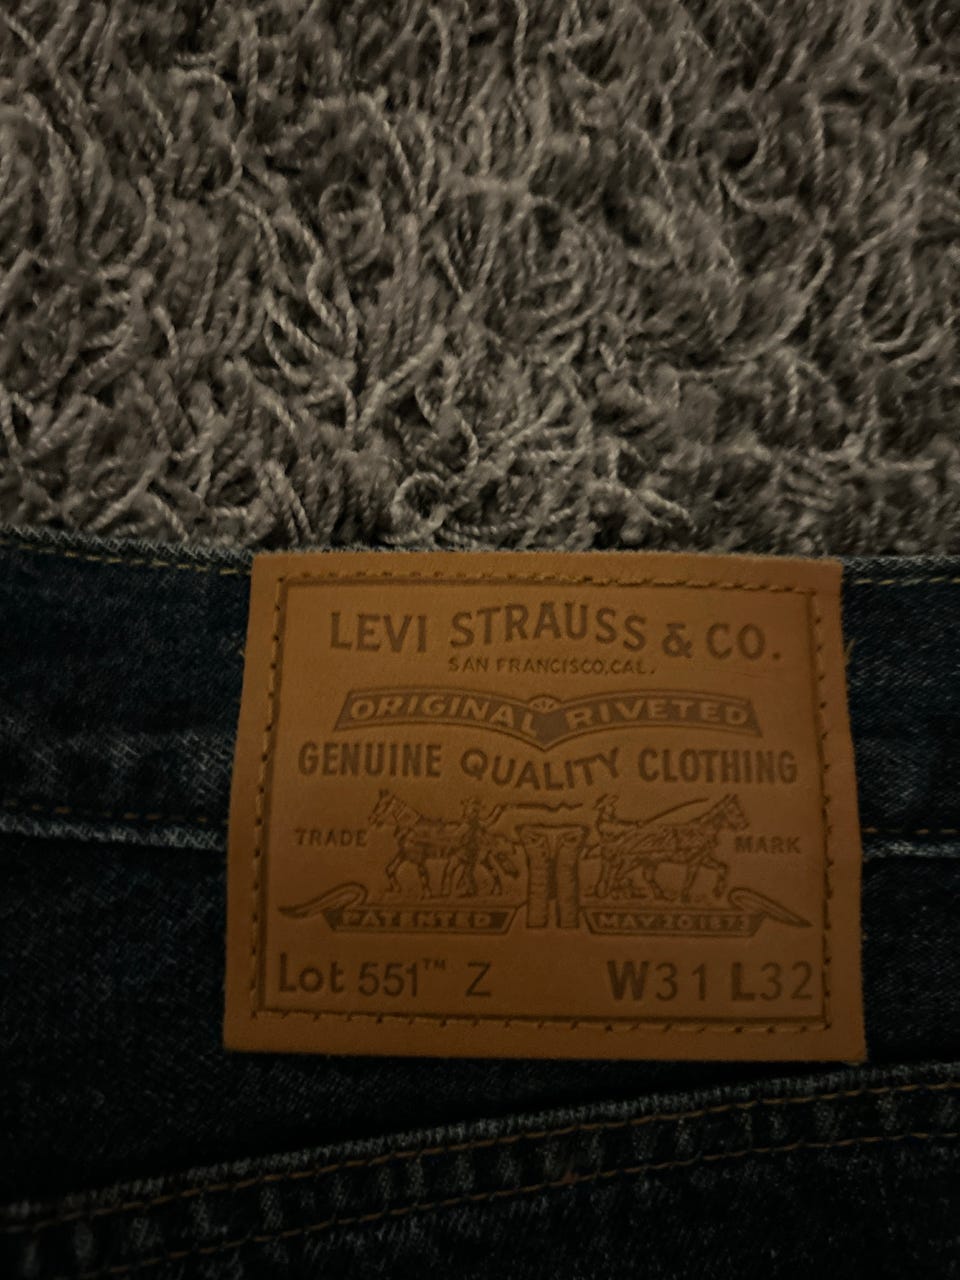 LEVI STRAUSS & CO.
SAN FRANCISCO, CAL.
ORIGINAL RIVETED
GENUINE QUALITY CLOTHING
TRADE MARK
PATENTED MAY 20 1873
Lot 551™ Z W31 L32